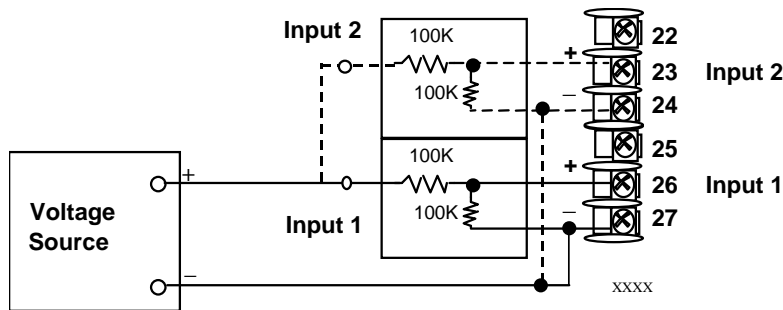 Input 2
100K
100K
+
−
22
23
24
25
26
27
Input 2
Input 1
100K
100K
+
−
Input 1
+
−
Voltage
Source
XXXX